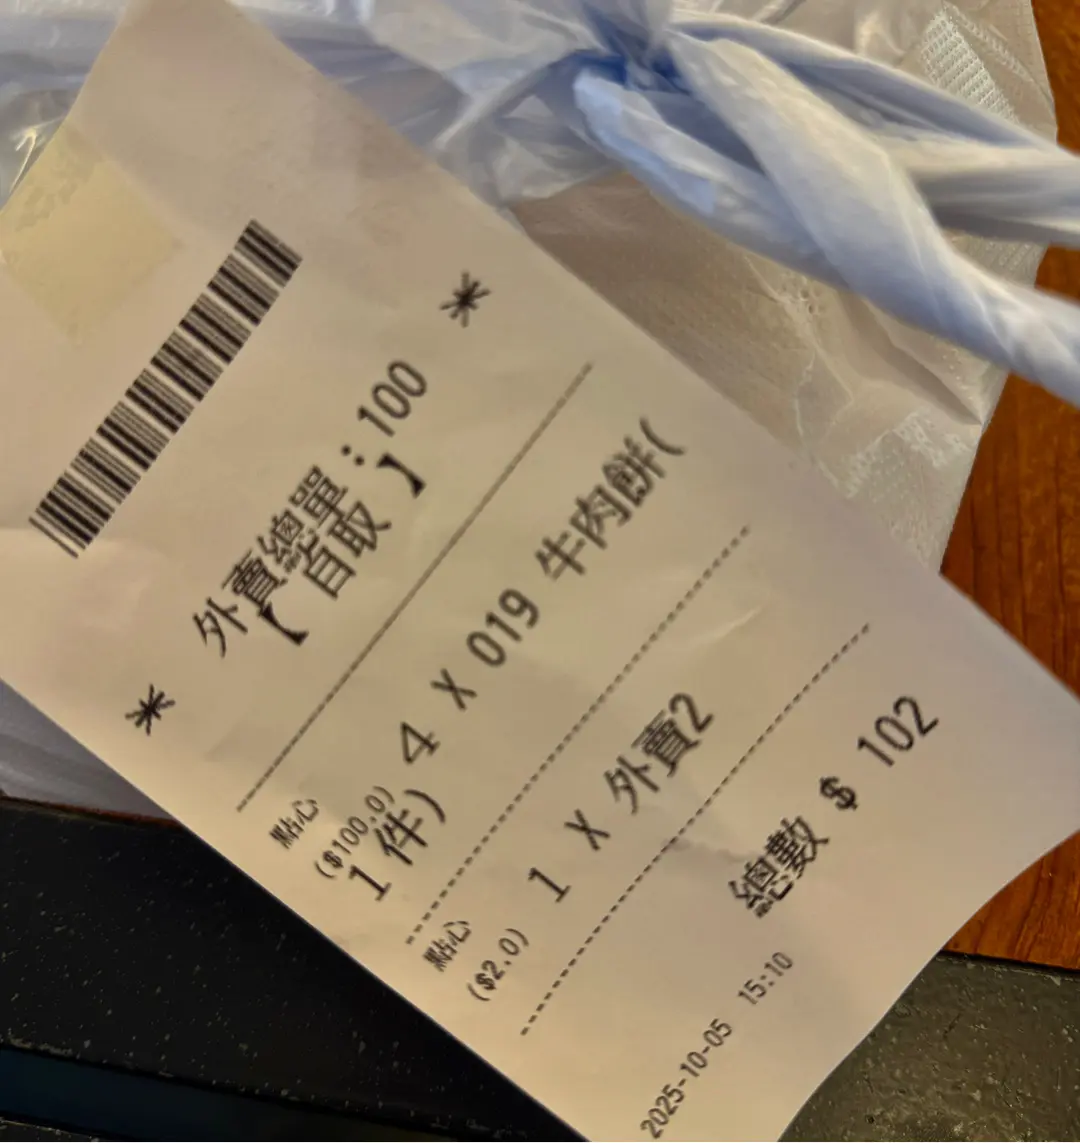 * 外賣總單：100 *
【 自取 】
點心 4 X 019 牛肉餅(
($100.0) 1 件)
點心 1 X 外賣2
($2.0)
總數 $ 102
2025-10-05 15:10